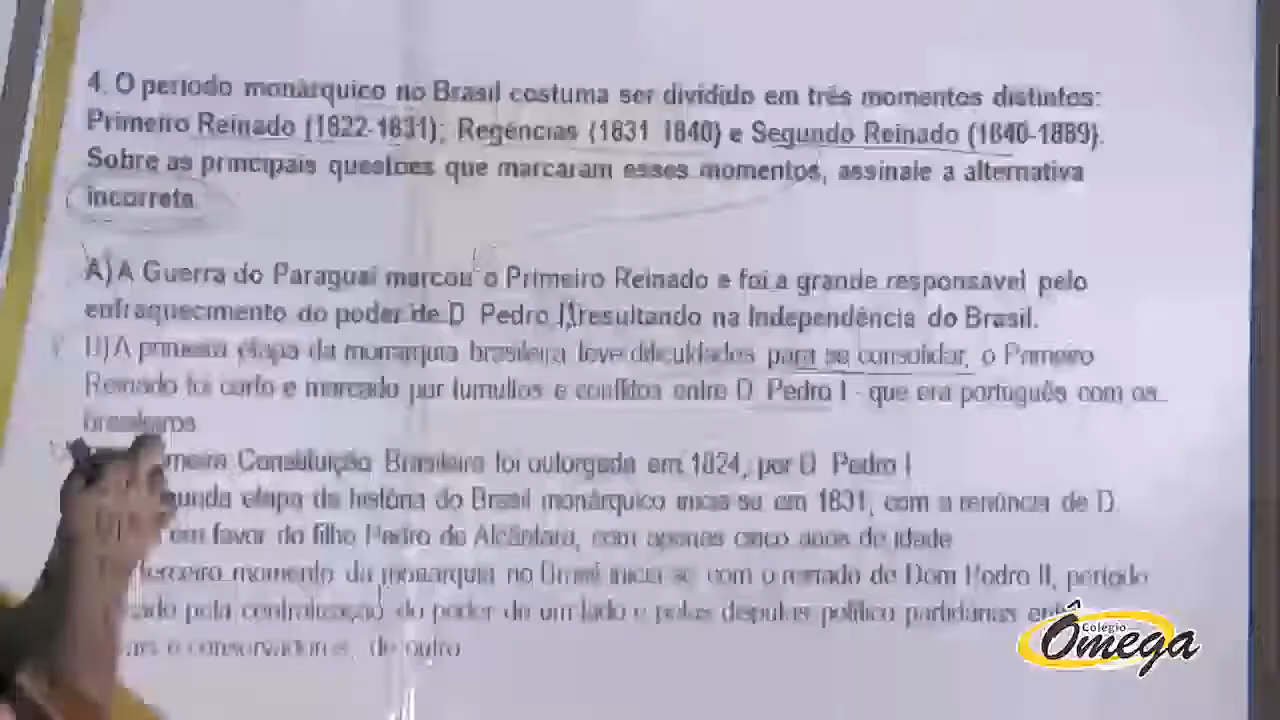 4. O período monárquico no Brasil costuma ser dividido em três momentos distintos:
Primeiro Reinado (1822-1831); Regências (1831 1840) e Segundo Reinado (1840-1889).
Sobre as principais questões que marcaram esses momentos, assinale a alternativa
incorreta
A) A Guerra do Paraguai marcou o Primeiro Reinado e foi a grande responsável pelo
enfraquecimento do poder de D Pedro I, resultando na Independência do Brasil.
B) A primeira etapa da monarquia brasileira teve dificuldades para se consolidar, o Primeiro
Reinado foi curto e marcado por tumultos e conflitos entre D Pedro I - que era português com os
brasileiros
Constituição Brasileira foi outorgada em 1824, por D Pedro I
etapa da história do Brasil monárquico inicia se em 1831, com a renúncia de D.
em favor do filho Pedro de Alcântara, com apenas cinco anos de idade
terceiro momento da monarquia no Brasil inicia se com o reinado de Dom Pedro II, período
pela centralização do poder de um lado e pelas disputas político partidárias
e conservadores, de outro
Colégio
Ômega